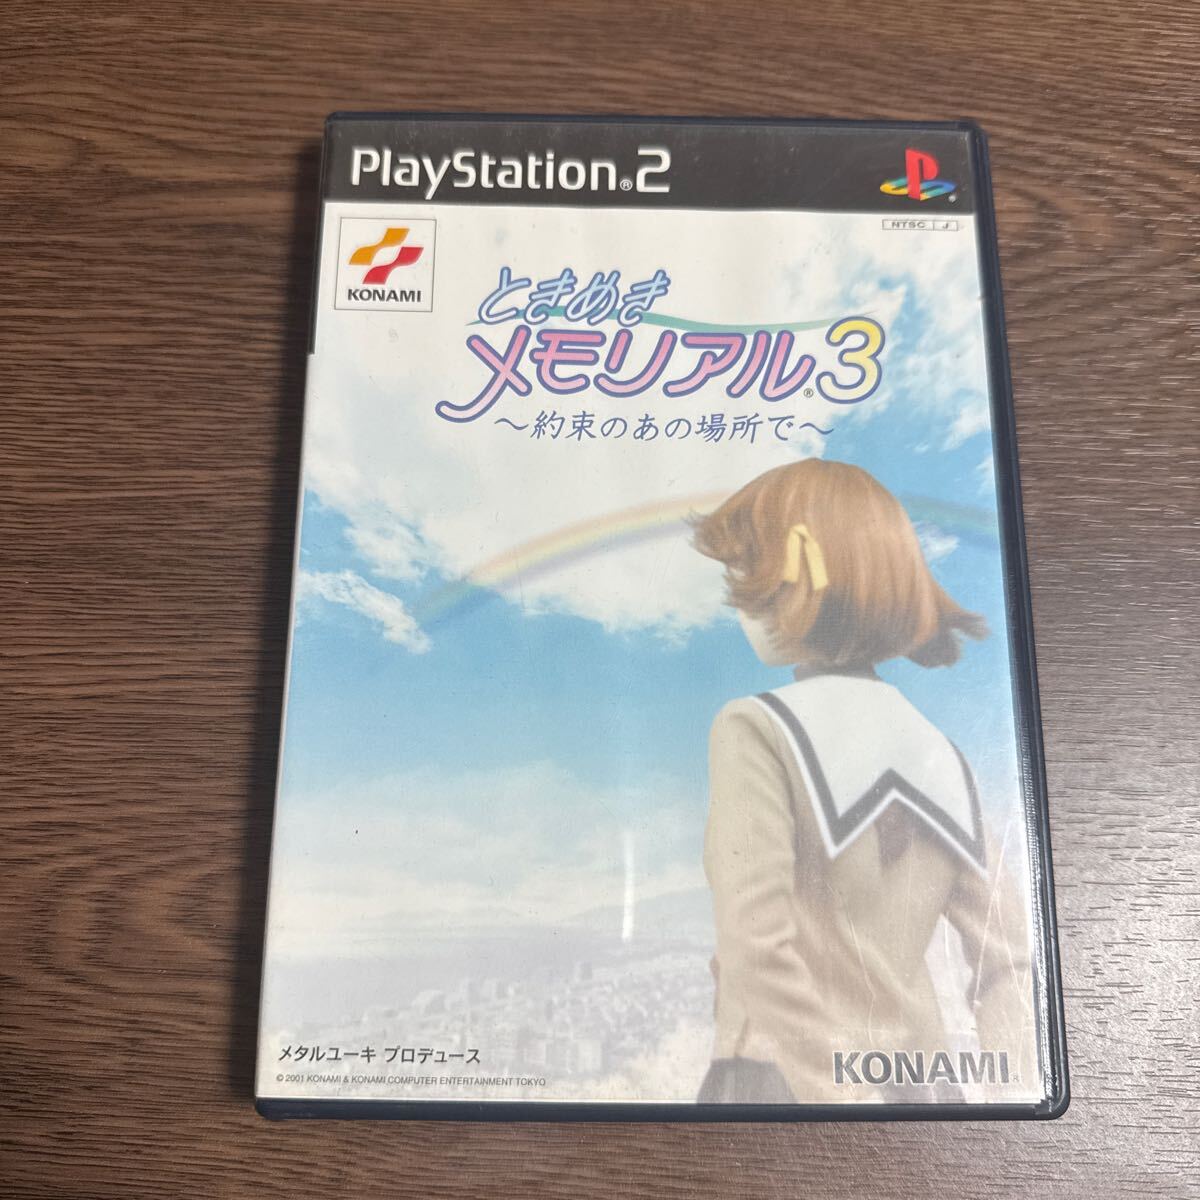 PlayStation®2
NTSC J
KONAMI
ときめき
メモリアル®3
～約束のあの場所で～
メタルユーキ プロデュース
© 2001 KONAMI & KONAMI COMPUTER ENTERTAINMENT TOKYO
KONAMI®